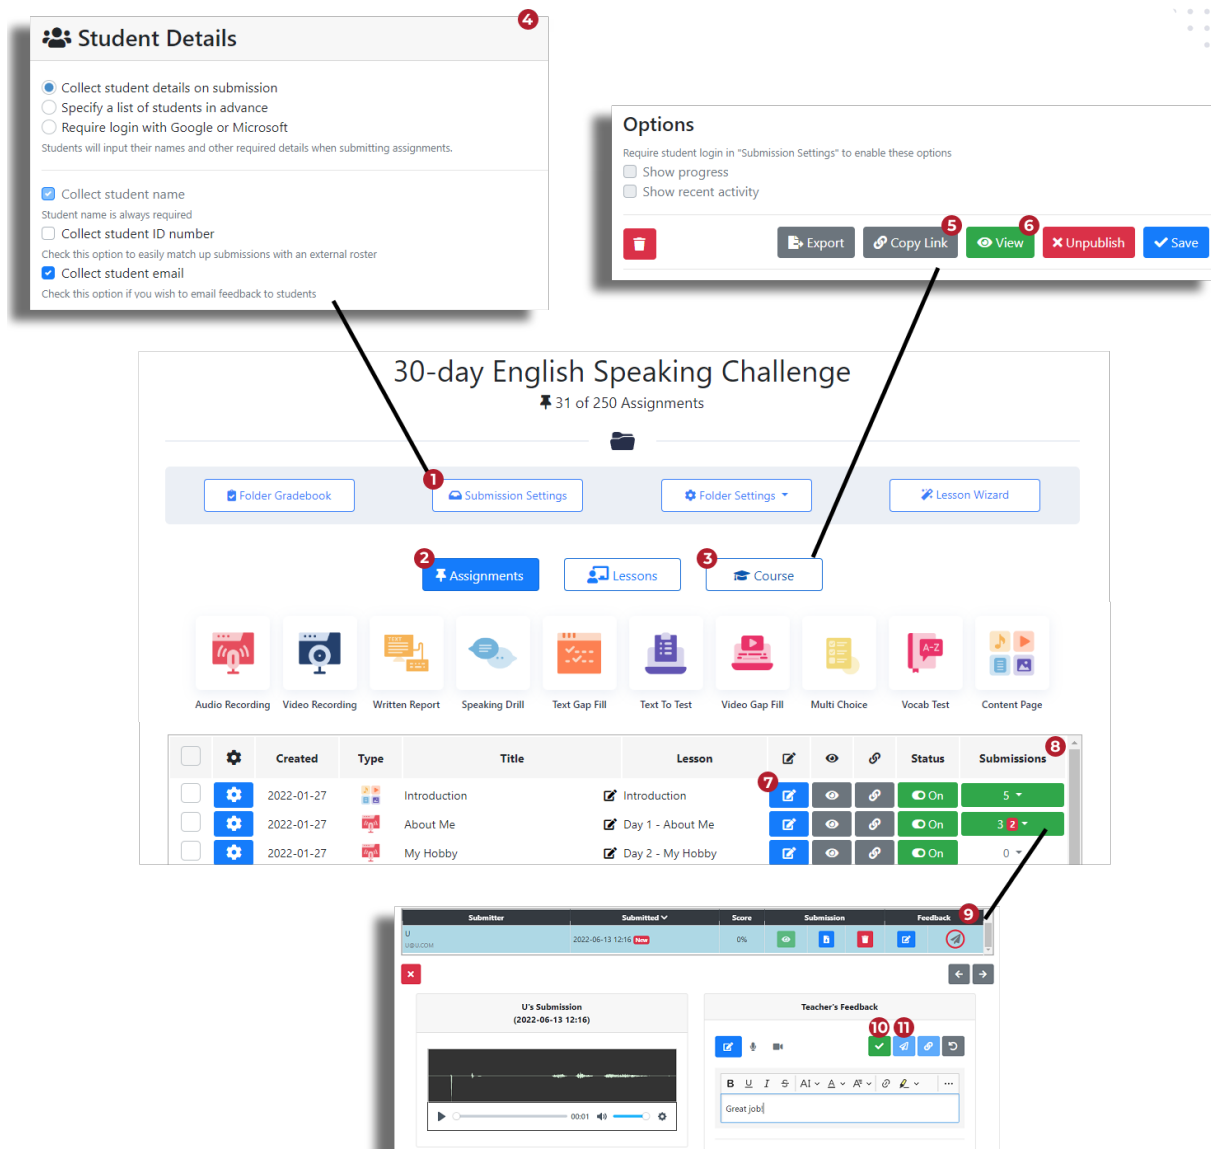 4
Student Details
Collect student details on submission
Specify a list of students in advance
Require login with Google or Microsoft
Students will input their names and other required details when submitting assignments.
Collect student name
Student name is always required
Collect student ID number
Check this option to easily match up submissions with an external roster
Collect student email
Check this option if you wish to email feedback to students
Options
Require student login in "Submission Settings" to enable these options
Show progress
Show recent activity
5 6
Export Copy Link View Unpublish Save
30-day English Speaking Challenge
31 of 250 Assignments
1
Folder Gradebook Submission Settings Folder Settings Lesson Wizard
2 3
Assignments Lessons Course
TEXT A-Z
Audio Recording Video Recording Written Report Speaking Drill Text Gap Fill Text To Test Video Gap Fill Multi Choice Vocab Test Content Page
8
Created Type Title Lesson Status Submissions
7
2022-01-27 Introduction Introduction On 5
2022-01-27 About Me Day 1 - About Me On 3 2
2022-01-27 My Hobby Day 2 - My Hobby On 0
9
Submitter Submitted Score Submission Feedback
U
U@U.COM 2022-06-13 12:16 New 0%
U's Submission
(2022-06-13 12:16)
Teacher's Feedback
10 11
B U I S AI A A
Great job!
00:01